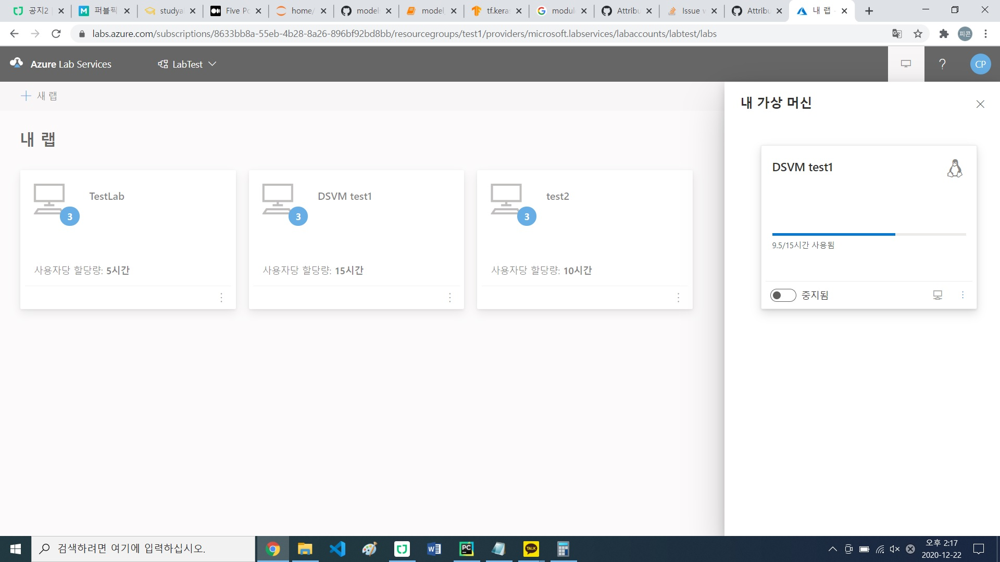 공지2
퍼블픽
studya
Five Po
home/
model
model
tf.kera
modul
Attribu
Issue w
Attribu
내 랩 -
labs.azure.com/subscriptions/8633bb8a-55eb-4b28-8a26-896bf92bd8bb/resourcegroups/test1/providers/microsoft.labservices/labaccounts/labtest/labs
피콘
Azure Lab Services
LabTest
?
CP
새 랩
내 가상 머신
내 랩
TestLab
3
사용자당 할당량: 5시간
DSVM test1
3
사용자당 할당량: 15시간
test2
3
사용자당 할당량: 10시간
DSVM test1
9.5/15시간 사용됨
중지됨
검색하려면 여기에 입력하십시오.
PC
TALK
오후 2:17
2020-12-22